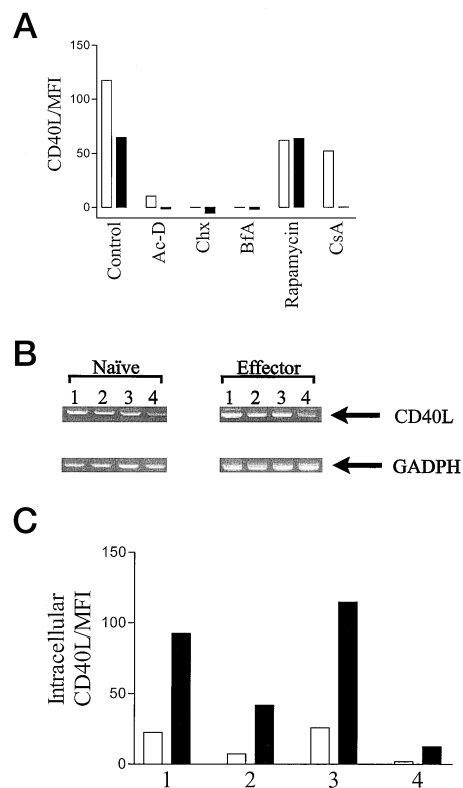 A
150
100
50
0
CD40L/MFI
Control
Ac-D
Chx
BfA
Rapamycin
CsA
B
Naïve
Effector
1 2 3 4
1 2 3 4
CD40L
GADPH
C
150
100
50
0
Intracellular
CD40L/MFI
1 2 3 4